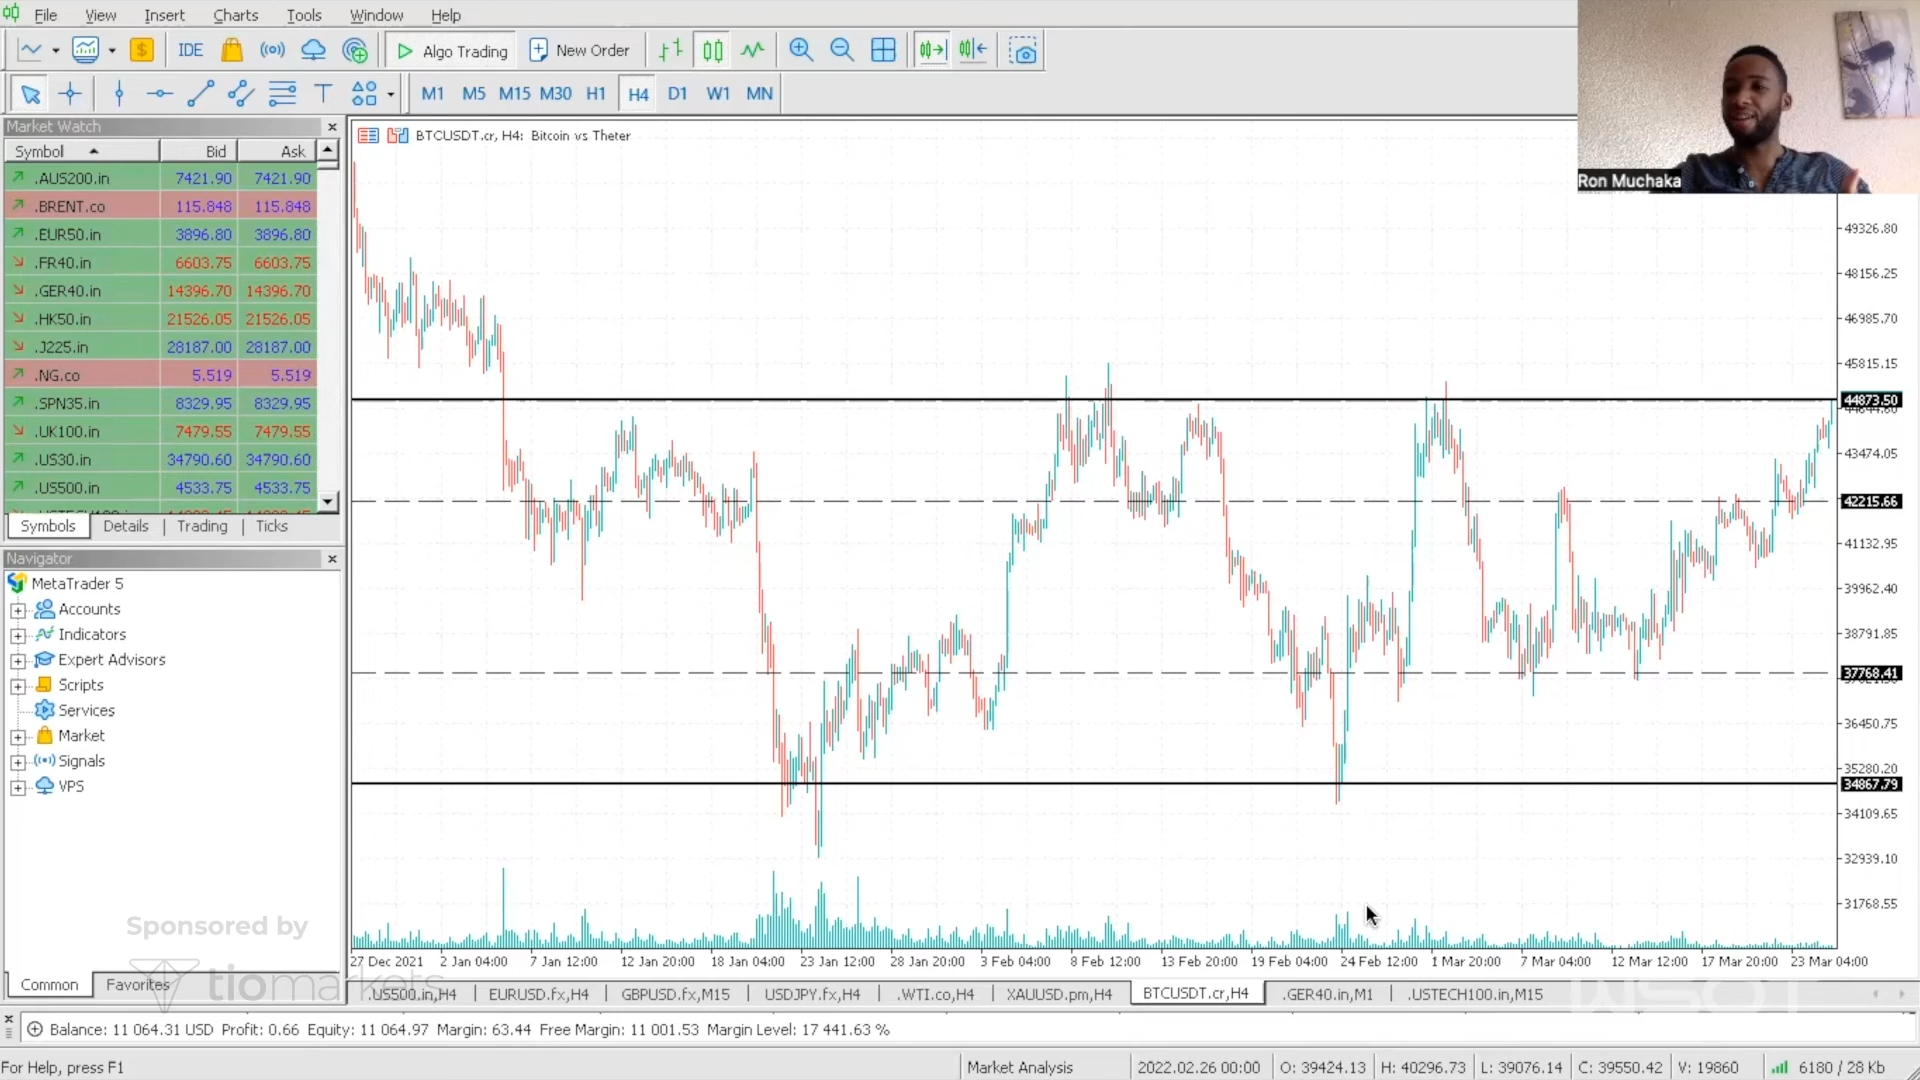 File View Insert Charts Tools Window Help
IDE Algo Trading New Order
T M1 M5 M15 M30 H1 H4 D1 W1 MN
Market Watch
Symbol Bid Ask
.AUS200.in 7421.90 7421.90
.BRENT.co 115.848 115.848
.EUR50.in 3896.80 3896.80
.FR40.in 6603.75 6603.75
.GER40.in 14396.70 14396.70
.HK50.in 21526.05 21526.05
.J225.in 28187.00 28187.00
.NG.co 5.519 5.519
.SPN35.in 8329.95 8329.95
.UK100.in 7479.55 7479.55
.US30.in 34790.60 34790.60
.US500.in 4533.75 4533.75
Symbols Details Trading Ticks
Navigator
MetaTrader 5
Accounts
Indicators
Expert Advisors
Scripts
Services
Market
Signals
VPS
Common Favorites
Sponsored by
tiomarkets
BTCUSDT.cr, H4: Bitcoin vs Theter
Ron Muchaka
49326.80
48156.25
46985.70
45815.15
44873.50
43474.05
42215.66
41132.95
39962.40
38791.85
37768.41
36450.75
35280.20
34867.79
34109.65
32939.10
31768.55
27 Dec 2021 2 Jan 04:00 7 Jan 12:00 12 Jan 20:00 18 Jan 04:00 23 Jan 12:00 28 Jan 20:00 3 Feb 04:00 8 Feb 12:00 13 Feb 20:00 19 Feb 04:00 24 Feb 12:00 1 Mar 20:00 7 Mar 04:00 12 Mar 12:00 17 Mar 20:00 23 Mar 04:00
.US500.in,H4 EURUSD.fx,H4 GBPUSD.fx,M15 USDJPY.fx,H4 .WTI.co,H4 XAUUSD.pm,H4 BTCUSDT.cr,H4 .GER40.in,M1 .USTECH100.in,M15
Balance: 11 064.31 USD Profit: 0.66 Equity: 11 064.97 Margin: 63.44 Free Margin: 11 001.53 Margin Level: 17 441.63 %
For Help, press F1 Market Analysis 2022.02.26 00:00 O: 39424.13 H: 40296.73 L: 39076.14 C: 39550.42 V: 19860 6180 / 28 Kb